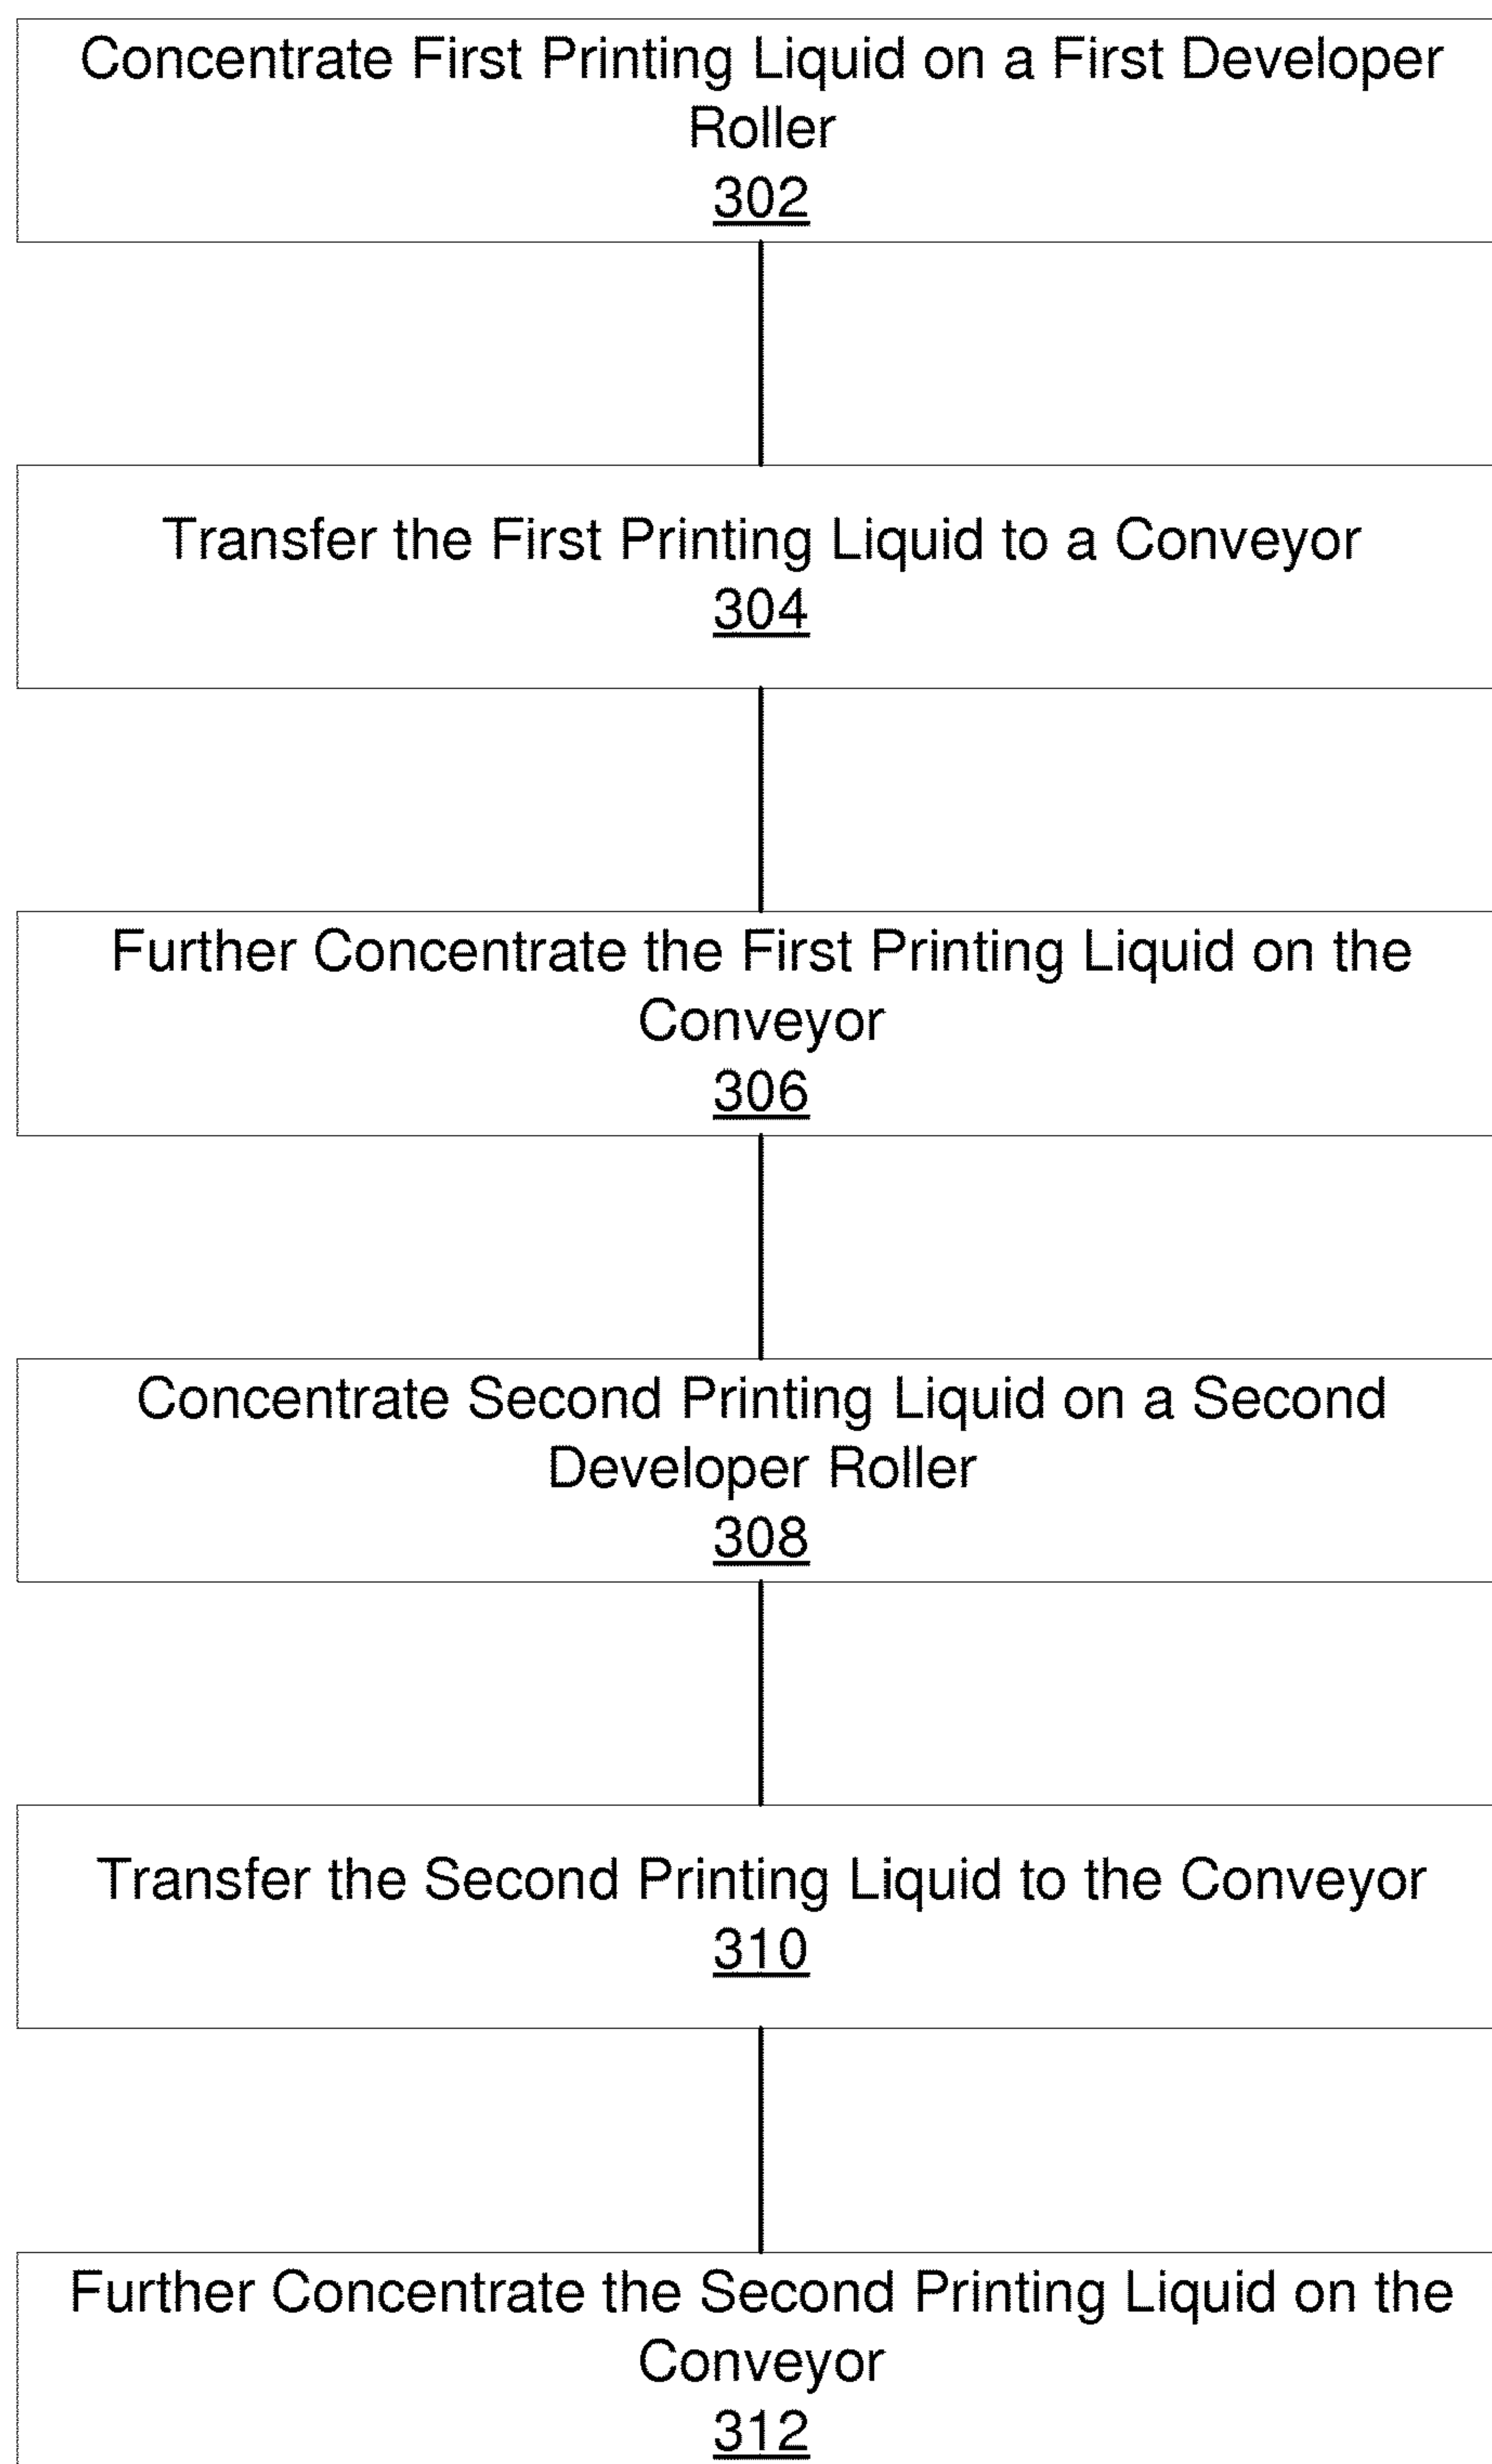 Concentrate First Printing Liquid on a First Developer
Roller
302
Transfer the First Printing Liquid to a Conveyor
304
Further Concentrate the First Printing Liquid on the
Conveyor
306
Concentrate Second Printing Liquid on a Second
Developer Roller
308
Transfer the Second Printing Liquid to the Conveyor
310
Further Concentrate the Second Printing Liquid on the
Conveyor
312